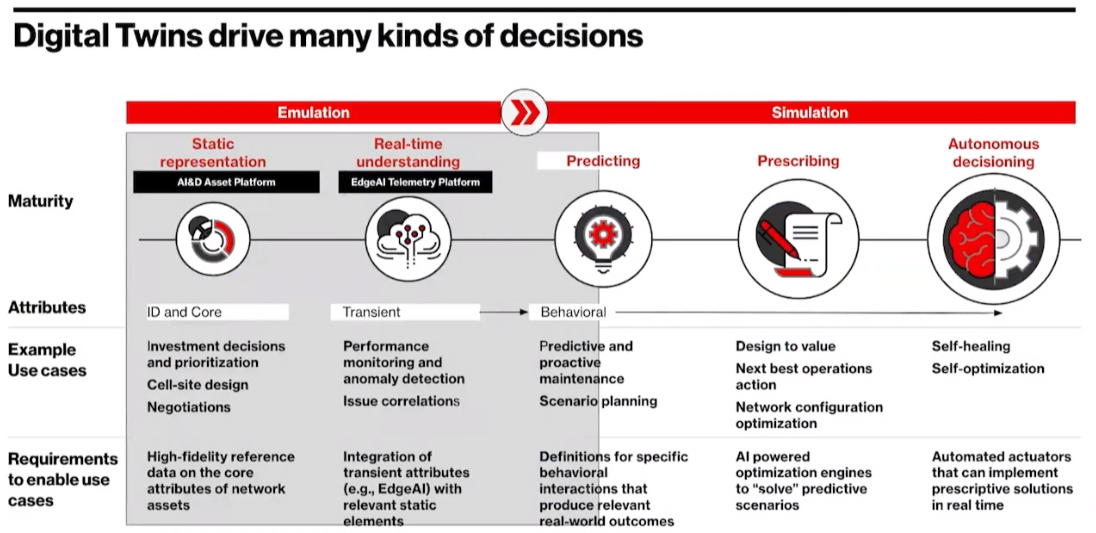 Digital Twins drive many kinds of decisions
Emulation
Simulation
Static
representation
Real-time
understanding
Predicting
Prescribing
Autonomous
decisioning
AI&D Asset Platform
EdgeAI Telemetry Platform
Maturity
Attributes
ID and Core
Transient
Behavioral
Example
Use cases
Investment decisions
and prioritization
Cell-site design
Negotiations
Performance
monitoring and
anomaly detection
Issue correlations
Predictive and
proactive
maintenance
Scenario planning
Design to value
Next best operations
action
Network configuration
optimization
Self-healing
Self-optimization
Requirements
to enable use
cases
High-fidelity reference
data on the core
attributes of network
assets
Integration of
transient attributes
(e.g., EdgeAI) with
relevant static
elements
Definitions for specific
behavioral
interactions that
produce relevant
real-world outcomes
AI powered
optimization engines
to “solve” predictive
scenarios
Automated actuators
that can implement
prescriptive solutions
in real time